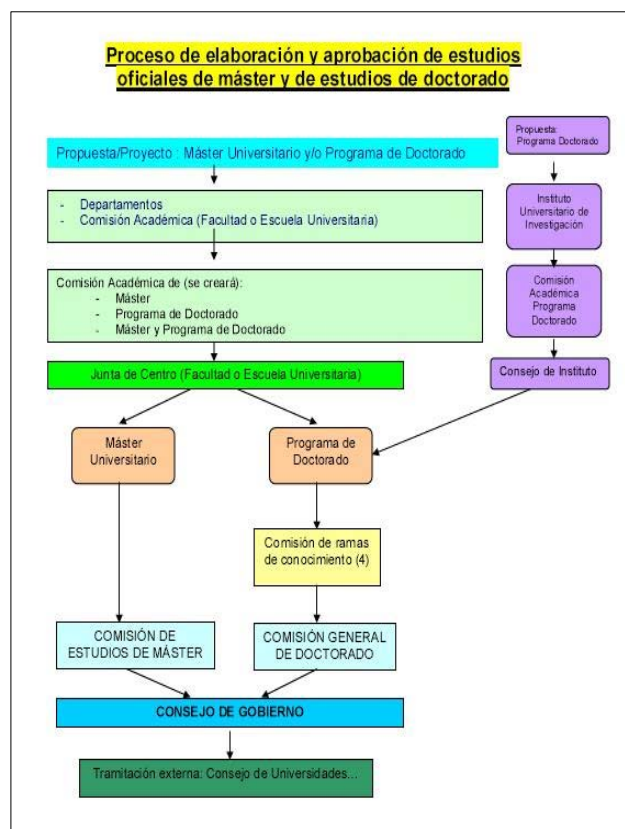 Proceso de elaboración y aprobación de estudios
oficiales de máster y de estudios de doctorado
Propuesta/Proyecto : Máster Universitario y/o Programa de Doctorado
Propuesta:
Programa Doctorado
- Departamentos
- Comisión Académica (Facultad o Escuela Universitaria)
Instituto
Universitario de
Investigación
Comisión Académica de (se creará):
- Máster
- Programa de Doctorado
- Máster y Programa de Doctorado
Comisión
Académica
Programa
Doctorado
Junta de Centro (Facultad o Escuela Universitaria)
Consejo de Instituto
Máster
Universitario
Programa de
Doctorado
Comisión de ramas
de conocimiento (4)
COMISIÓN DE
ESTUDIOS DE MÁSTER
COMISIÓN GENERAL
DE DOCTORADO
CONSEJO DE GOBIERNO
Tramitación externa: Consejo de Universidades...